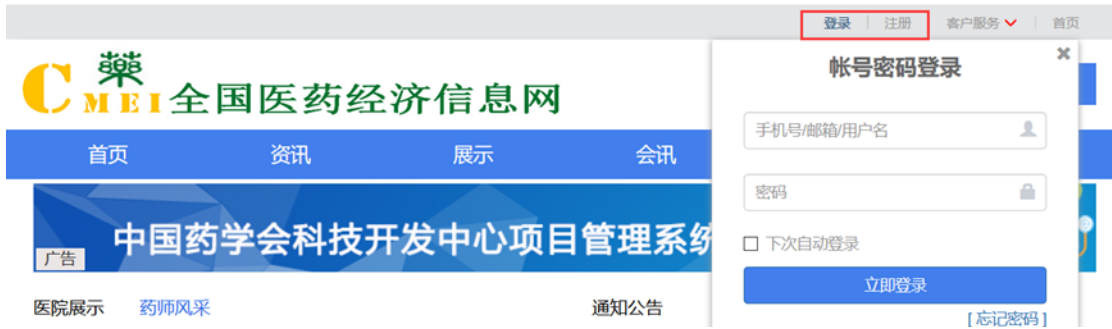 登录 注册 客户服务 首页
藥
CMEI全国医药经济信息网
首页 资讯 展示 会讯
中国药学会科技开发中心项目管理系统
广告
医院展示 药师风采 通知公告
帐号密码登录
手机号/邮箱/用户名
密码
下次自动登录
立即登录
[ 忘记密码 ]